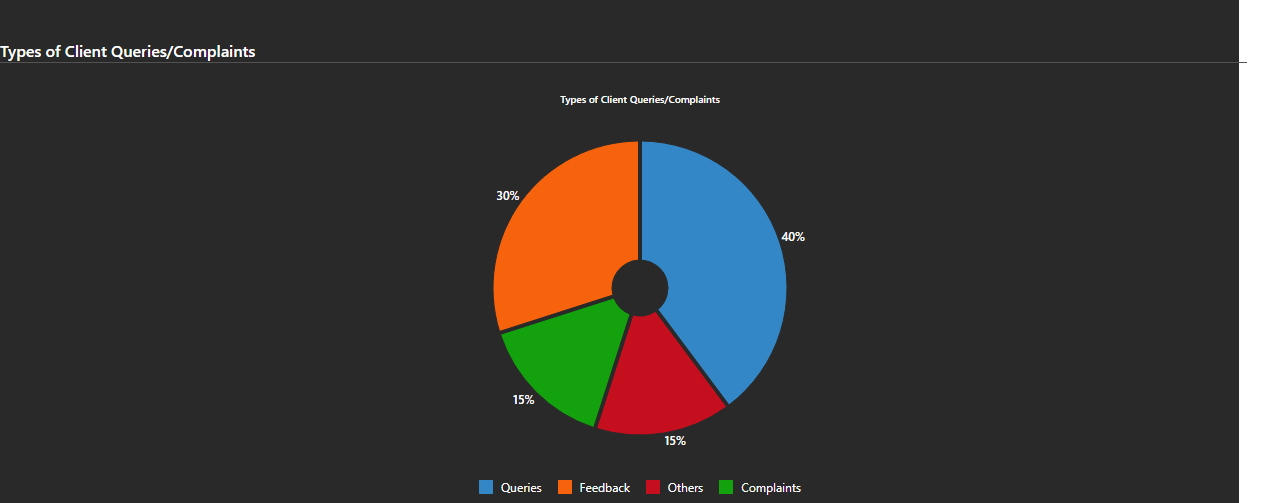 Types of Client Queries/Complaints
Types of Client Queries/Complaints
30%
40%
15%
15%
Queries Feedback Others Complaints